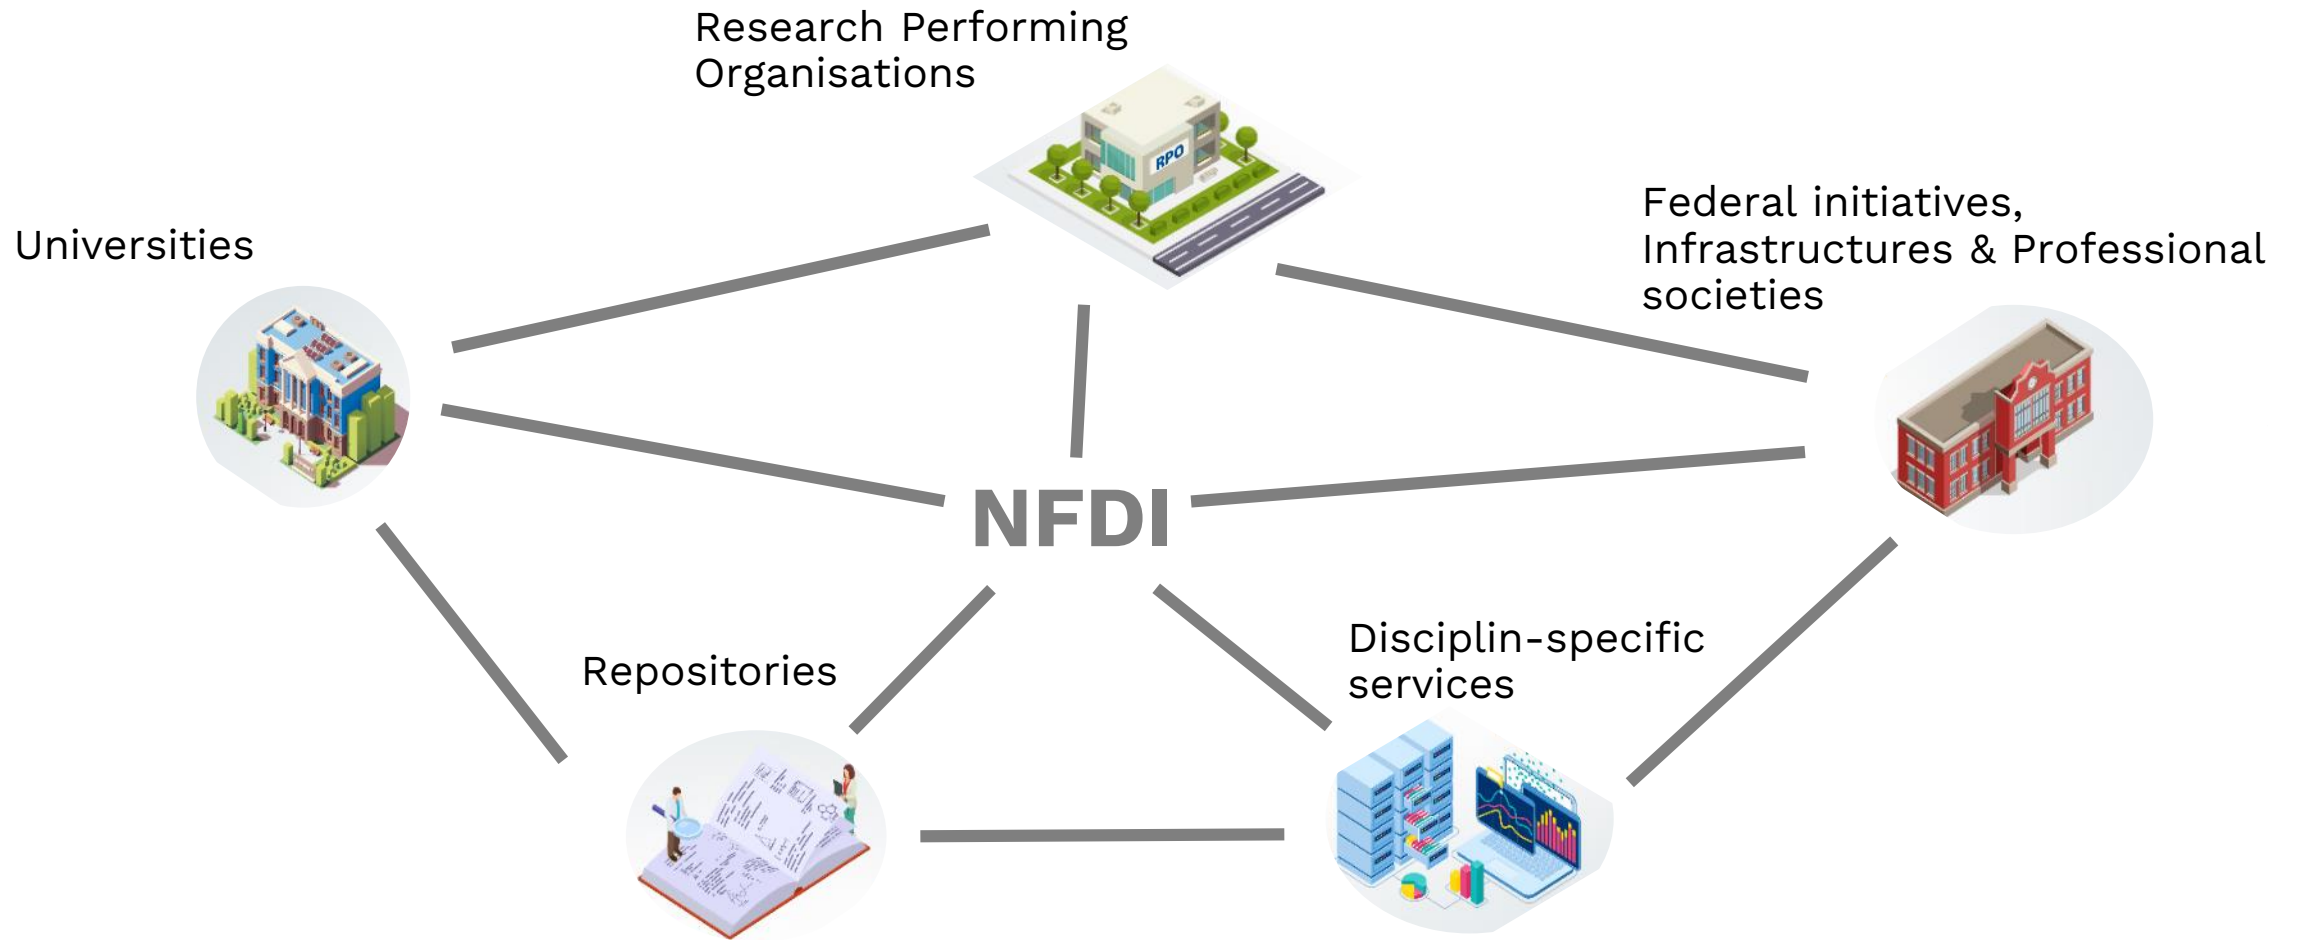 Research Performing
Organisations
RPO
Federal initiatives,
Infrastructures & Professional
societies
Universities
NFDI
Disciplin-specific
services
Repositories